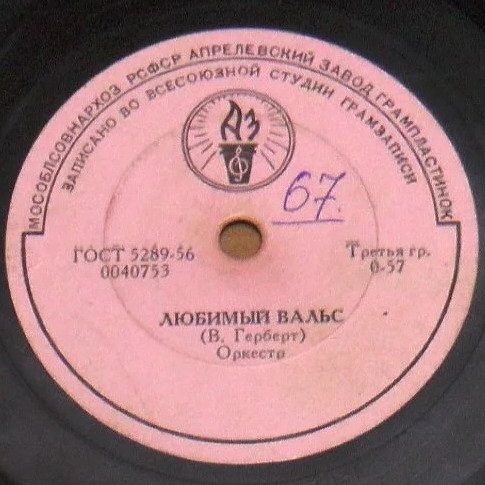 МОСОБЛСОВНАРХОЗ РСФСР АПРЕЛЕВСКИЙ ЗАВОД ГРАМПЛАСТИНОК
ЗАПИСАНО ВО ВСЕСОЮЗНОЙ СТУДИИ ГРАМЗАПИСИ
АЗ
67
ГОСТ 5289-56
0040753
Третья гр.
0-57
ЛЮБИМЫЙ ВАЛЬС
(В. Герберт)
Оркестр